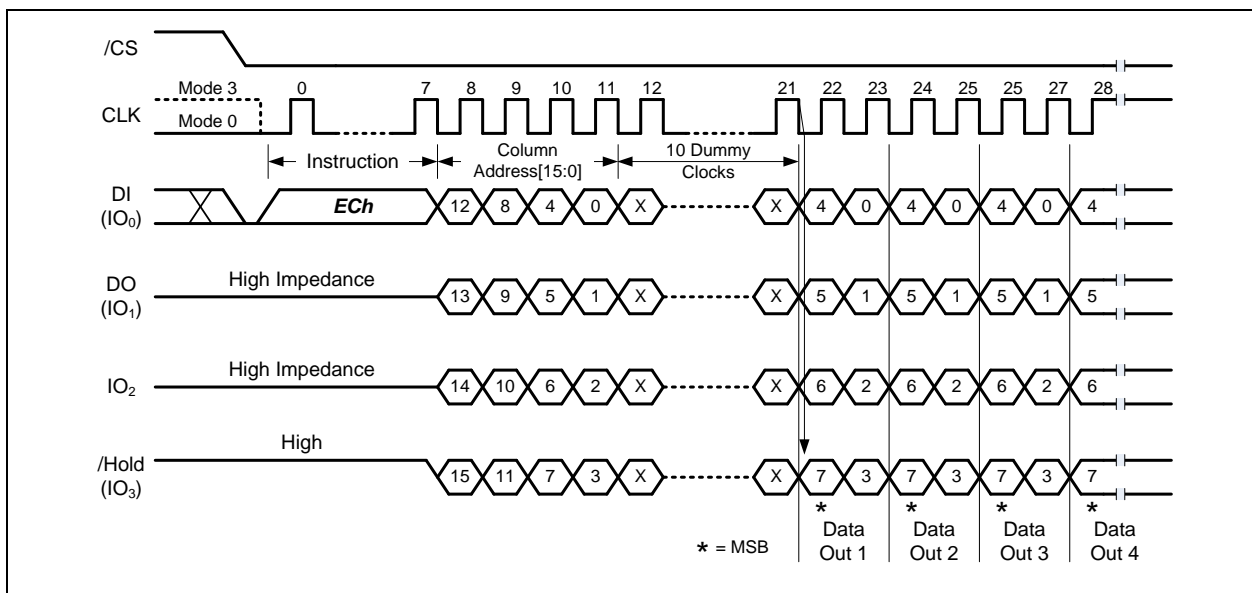 /CS
Mode 3 0 7 8 9 10 11 12 21 22 23 24 25 25 27 28
CLK
Mode 0
Instruction
Column
Address[15:0]
10 Dummy
Clocks
DI
(IO0)
ECh 12 8 4 0 X X 4 0 4 0 4 0 4
DO
(IO1)
High Impedance
13 9 5 1 X X 5 1 5 1 5 1 5
IO2
High Impedance
14 10 6 2 X X 6 2 6 2 6 2 6
High
/Hold
(IO3)
15 11 7 3 X X 7 3 7 3 7 3 7
* * * *
* = MSB
Data
Out 1
Data
Out 2
Data
Out 3
Data
Out 4